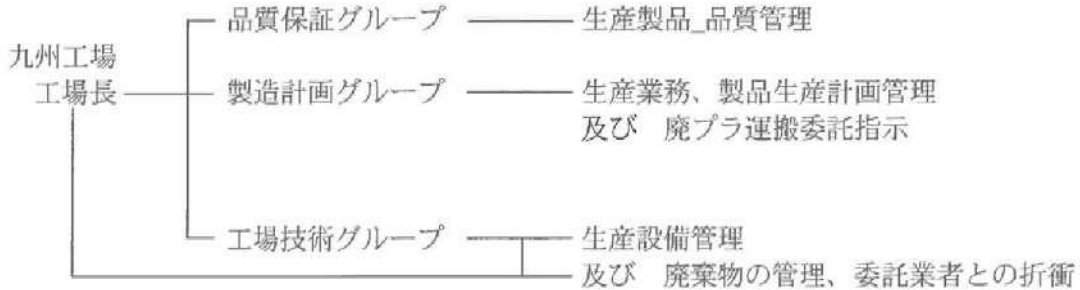 品質保証グループ 生産製品_品質管理
九州工場
工場長 製造計画グループ 生産業務、製品生産計画管理
及び 廃プラ運搬委託指示
工場技術グループ 生産設備管理
及び 廃棄物の管理、委託業者との折衝